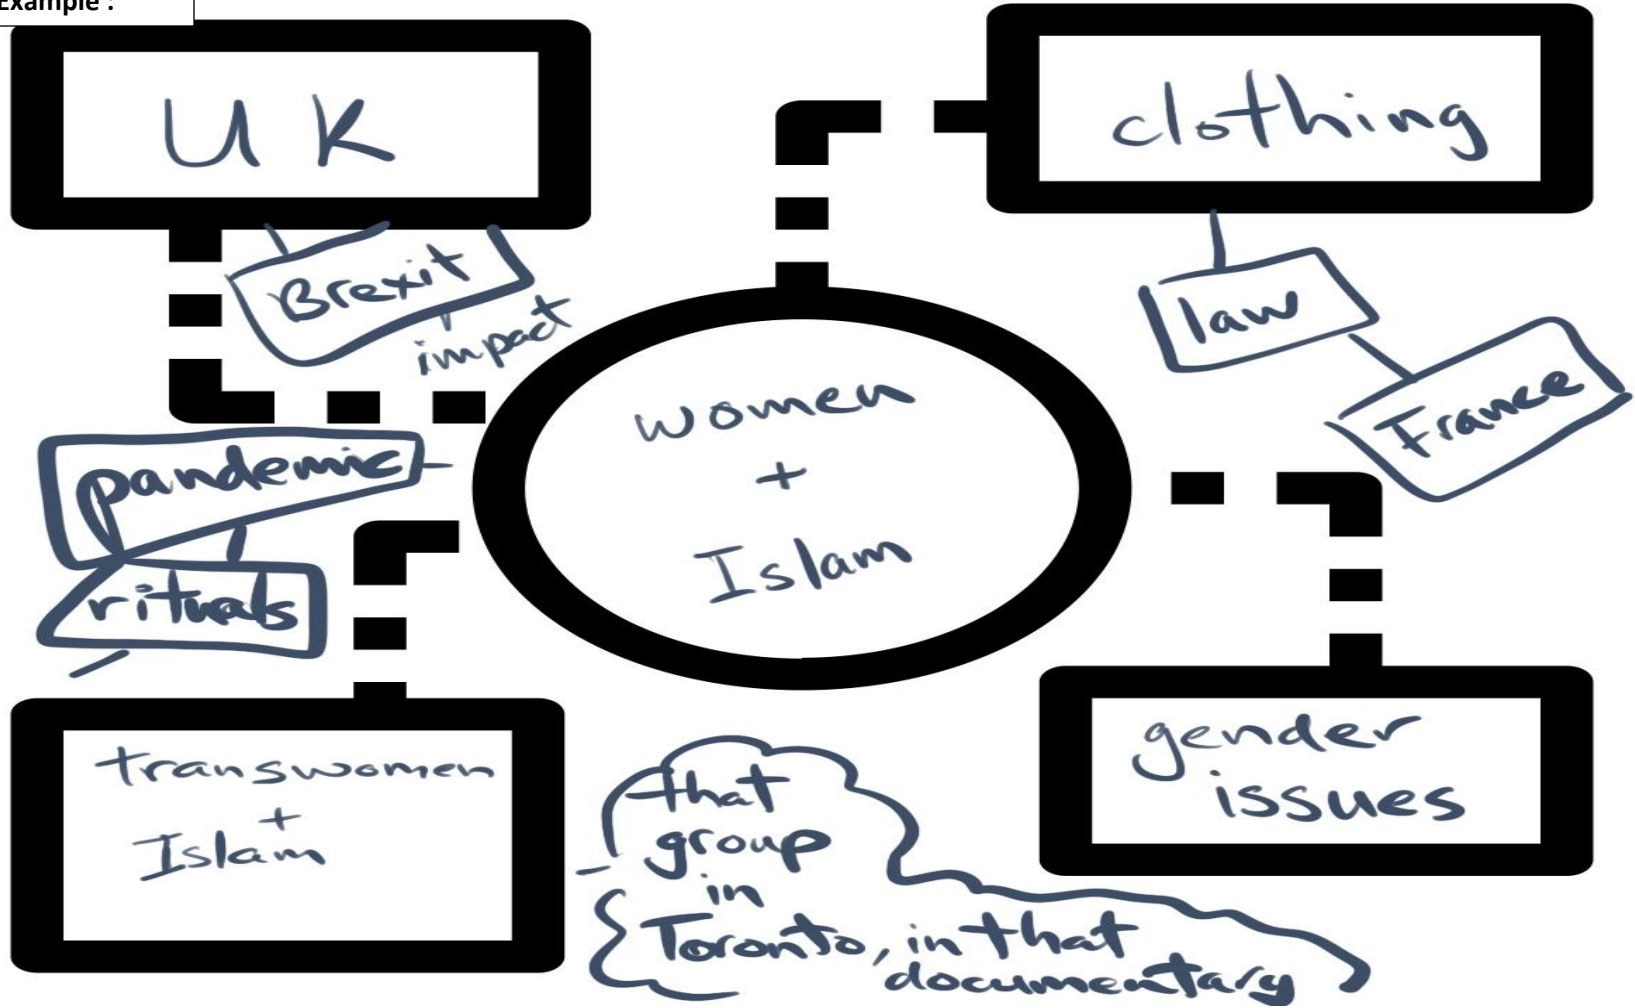 Example :
UK
clothing
Brexit
impact
law
France
women
+
Islam
pandemic
rituals
transwomen
+
Islam
gender
issues
that
group
in
Toronto, in that
documentary